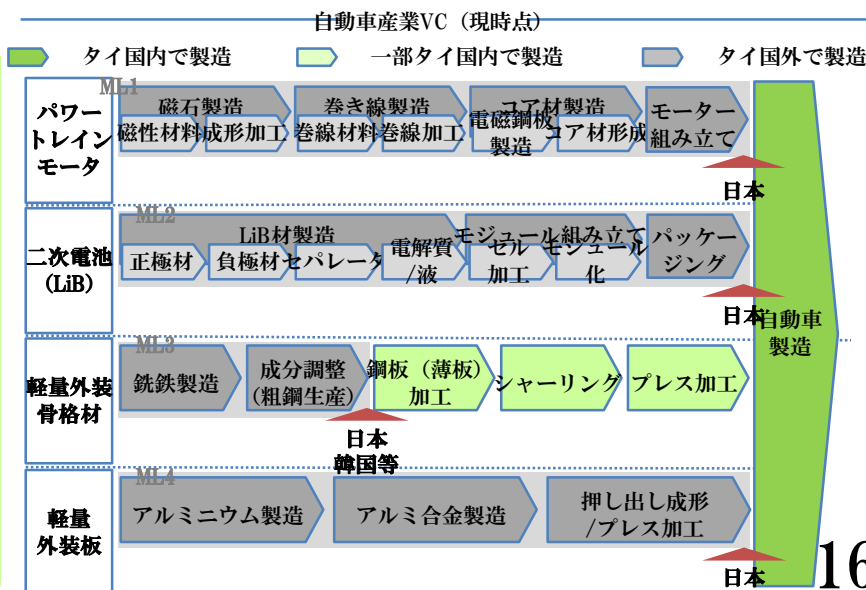 自動車産業VC（現時点）
タイ国内で製造
一部タイ国内で製造
タイ国外で製造
ML1
パワー
トレイン
モータ
磁石製造
巻き線製造
コア材製造
モーター
組み立て
磁性材料
成形加工
巻線材料
巻線加工
電磁鋼板
製造
コア材形成
日本
ML2
二次電池
(LiB)
LiB材製造
モジュール組み立て
パッケー
ジング
正極材
負極材
セパレータ
電解質
/液
セル
加工
モジュール
化
日本
自動車
製造
ML3
軽量外装
骨格材
銑鉄製造
成分調整
(粗鋼生産)
鋼板（薄板）
加工
シャーリング
プレス加工
日本
韓国等
ML4
軽量
外装板
アルミニウム製造
アルミ合金製造
押し出し成形
/プレス加工
日本
16